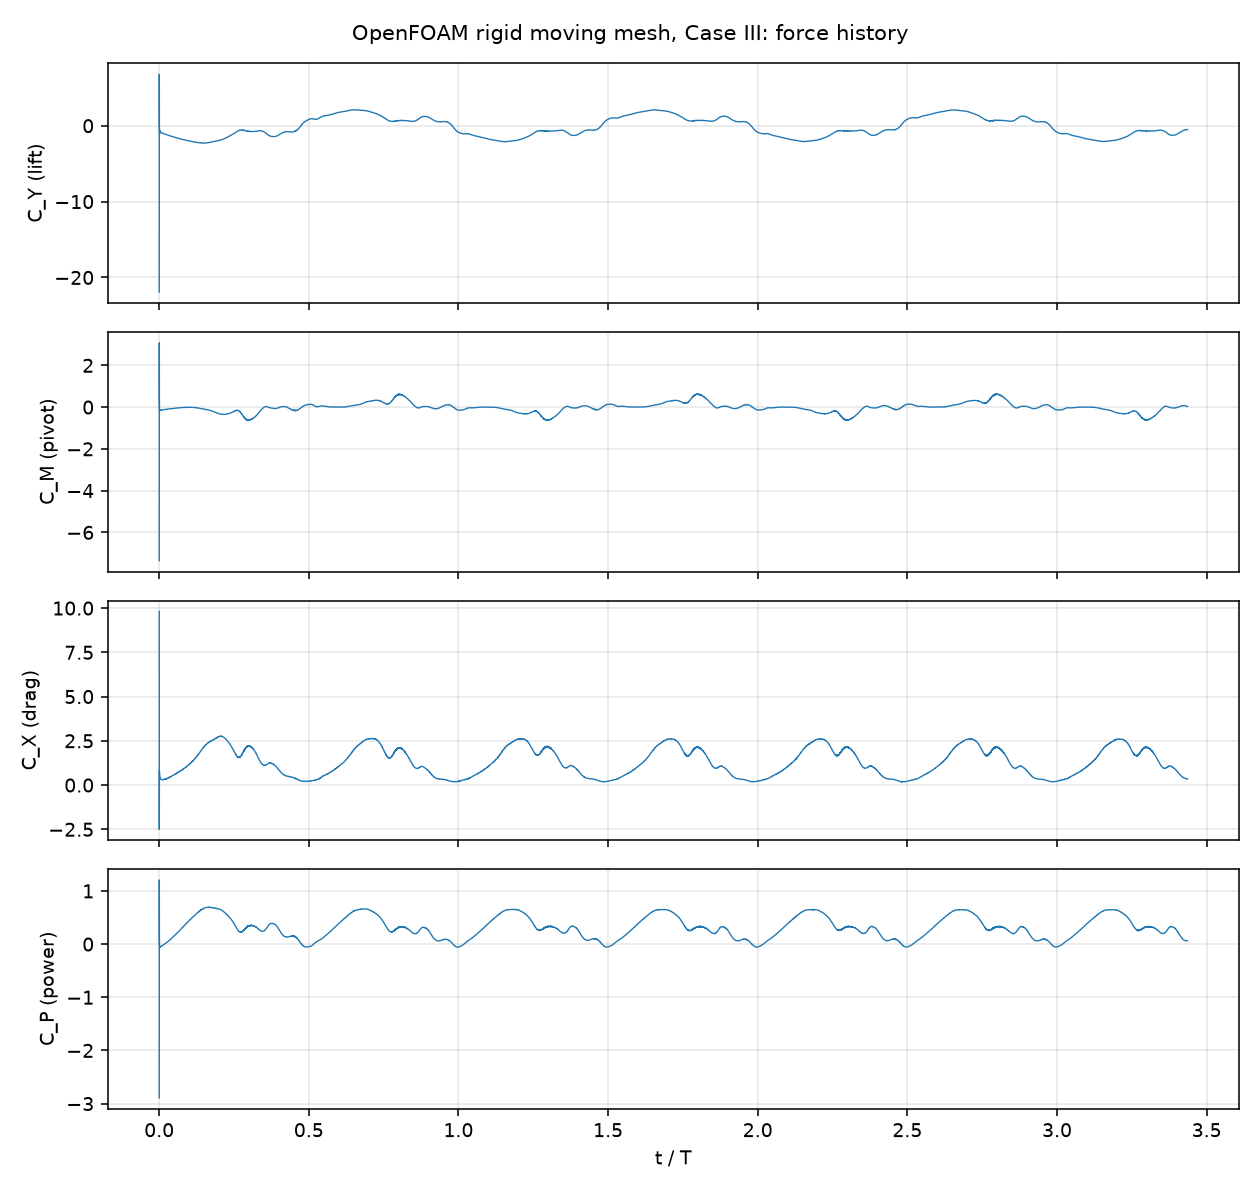 OpenFOAM rigid moving mesh, Case III: force history
C_Y (lift)
0
−10
−20
C_M (pivot)
2
0
−2
−4
−6
C_X (drag)
10.0
7.5
5.0
2.5
0.0
−2.5
C_P (power)
1
0
−1
−2
−3
0.0 0.5 1.0 1.5 2.0 2.5 3.0 3.5
t / T